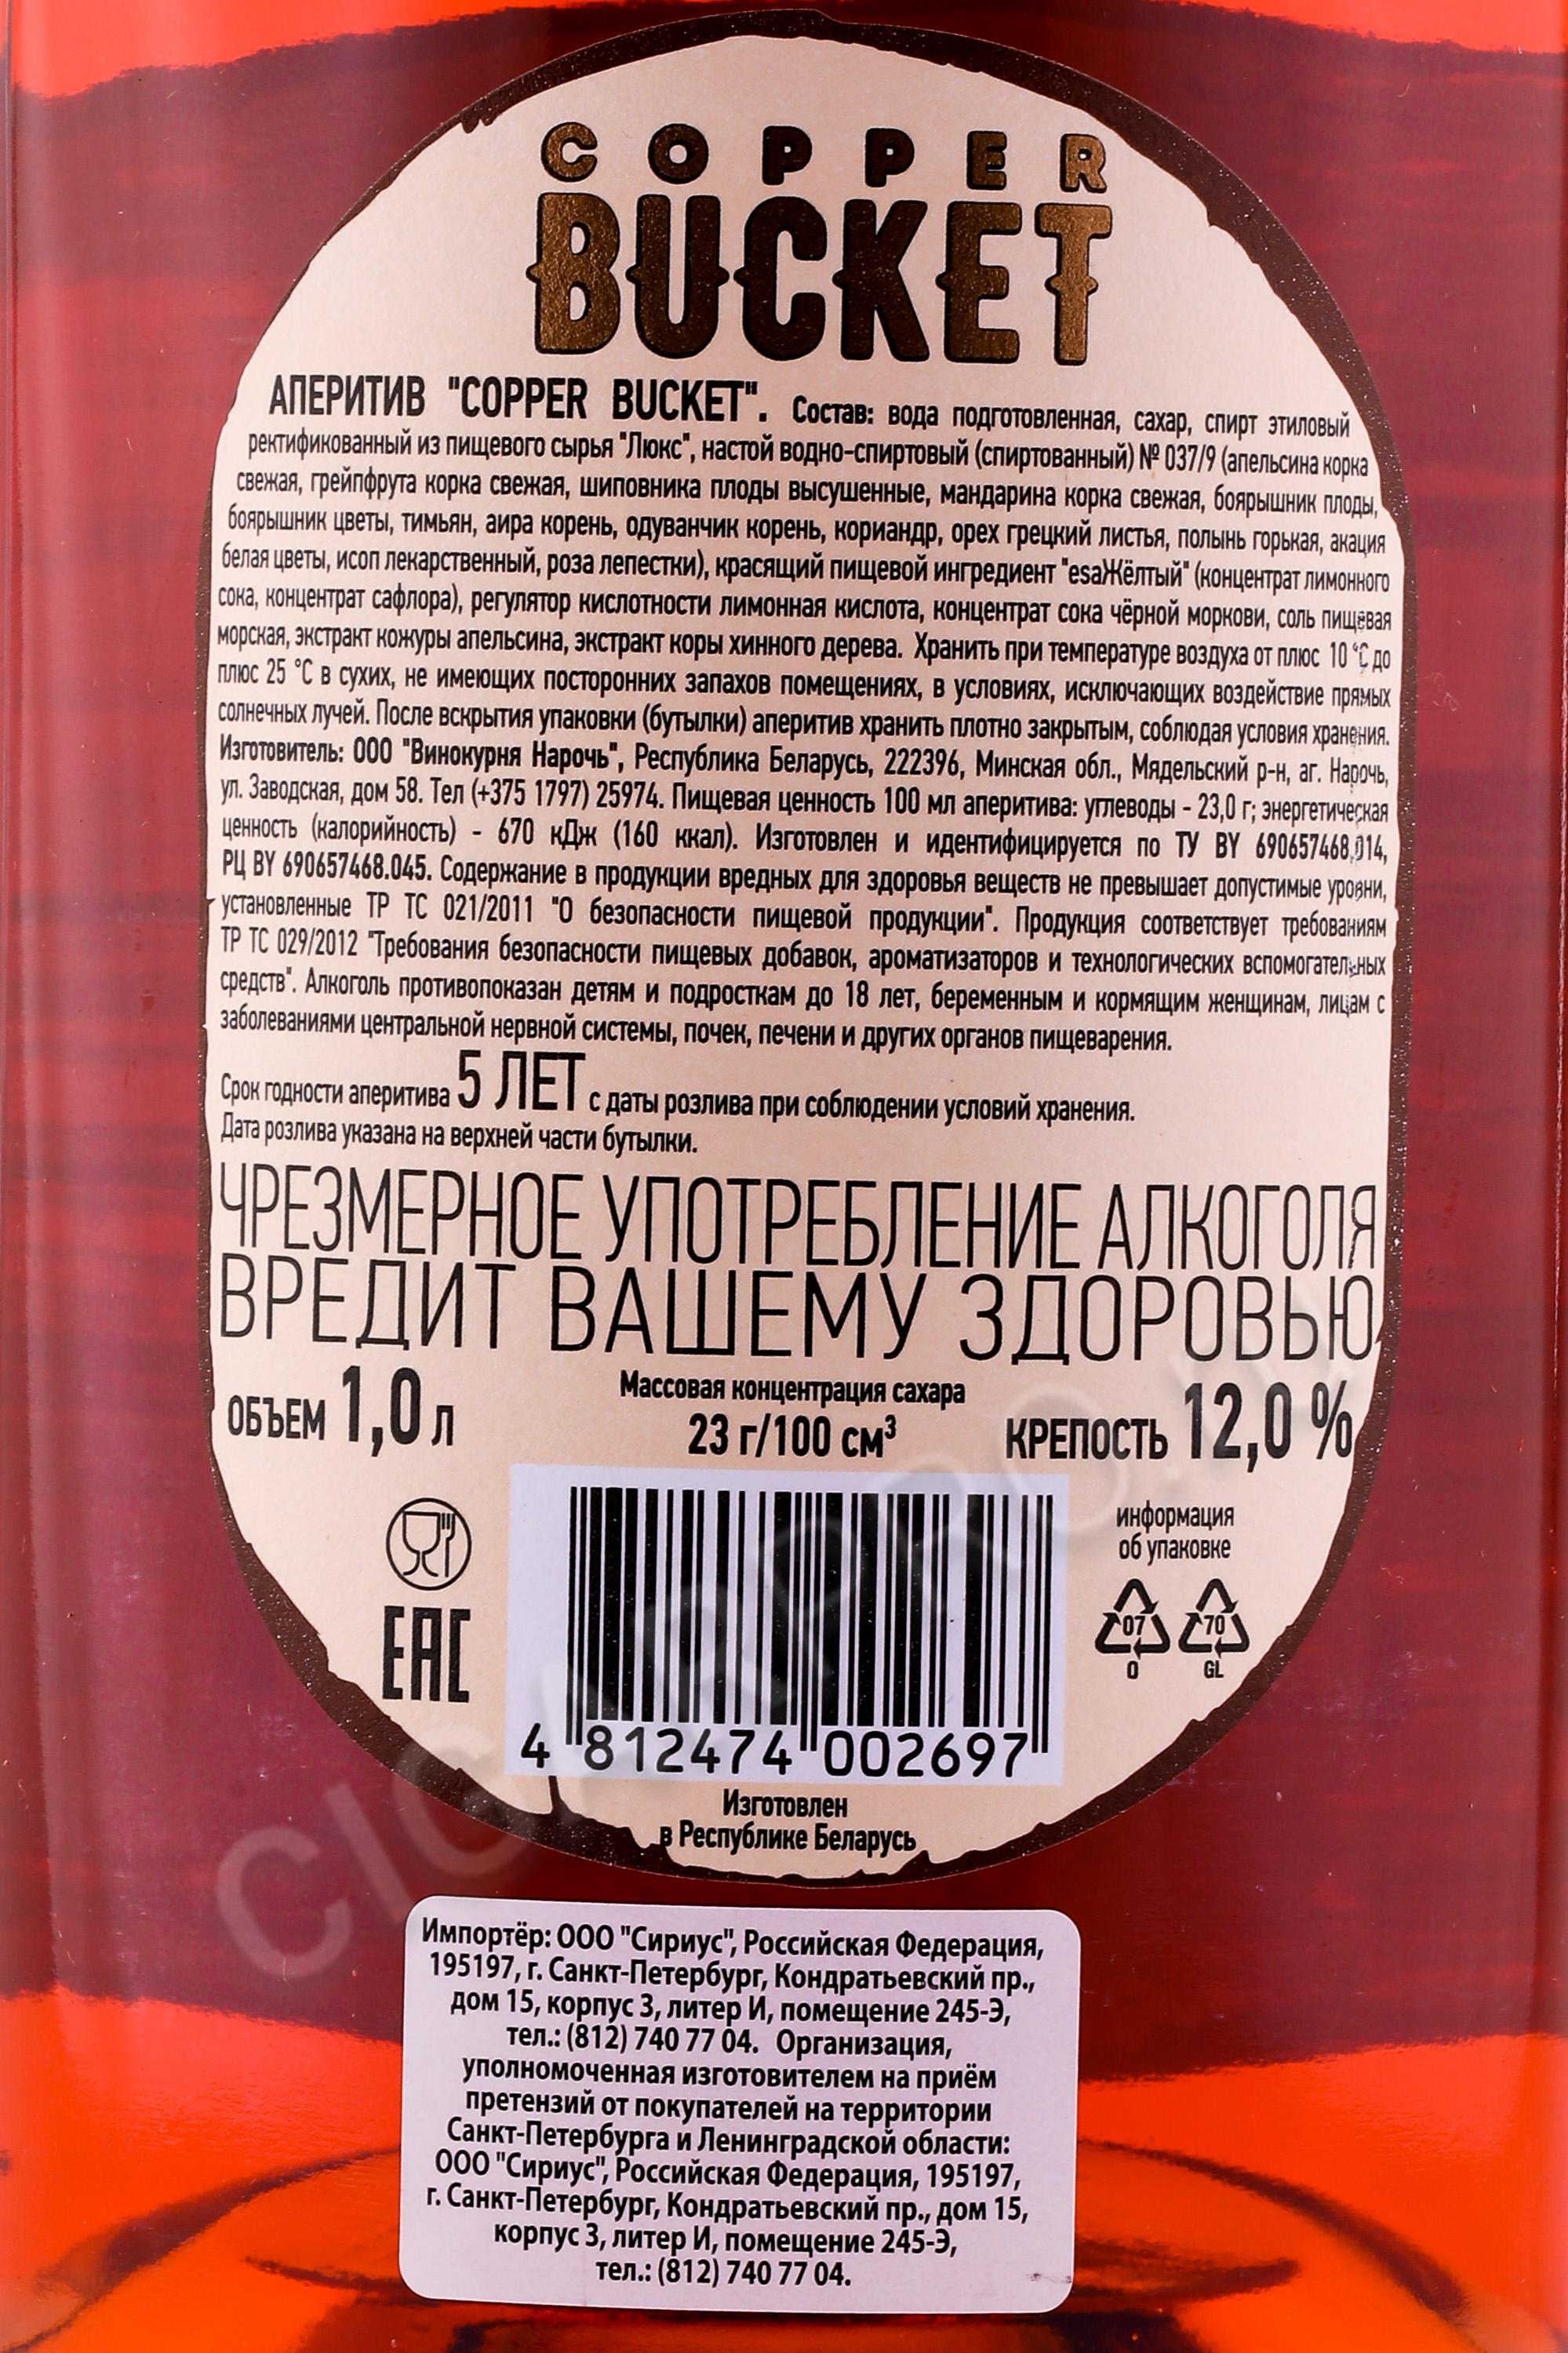 COPPER
BUCKET
АПЕРИТИВ "COPPER BUCKET". Состав: вода подготовленная, сахар, спирт этиловый
ректификованный из пищевого сырья "Люкс", настой водно-спиртовый (спиртованный) № 037/9 (апельсина корка
свежая, грейпфрута корка свежая, шиповника плоды высушенные, мандарина корка свежая, боярышник плоды,
боярышник цветы, тимьян, аира корень, одуванчик корень, кориандр, орех грецкий листья, полынь горькая, акация
белая цветы, исоп лекарственный, роза лепестки), красящий пищевой ингредиент "esaЖёлтый" (концентрат лимонного
сока, концентрат сафлора), регулятор кислотности лимонная кислота, концентрат сока чёрной моркови, соль пищевая
морская, экстракт кожуры апельсина, экстракт коры хинного дерева. Хранить при температуре воздуха от плюс 10 °С до
плюс 25 °С в сухих, не имеющих посторонних запахов помещениях, в условиях, исключающих воздействие прямых
солнечных лучей. После вскрытия упаковки (бутылки) аперитив хранить плотно закрытым, соблюдая условия хранения.
Изготовитель: ООО "Винокурня Нарочь", Республика Беларусь, 222396, Минская обл., Мядельский р-н, аг. Нарочь,
ул. Заводская, дом 58. Тел (+375 1797) 25974. Пищевая ценность 100 мл аперитива: углеводы - 23,0 г; энергетическая
ценность (калорийность) - 670 кДж (160 ккал). Изготовлен и идентифицируется по ТУ BY 690657468.014,
РЦ BY 690657468.045. Содержание в продукции вредных для здоровья веществ не превышает допустимые уровни,
установленные ТР ТС 021/2011 "О безопасности пищевой продукции". Продукция соответствует требованиям
ТР ТС 029/2012 "Требования безопасности пищевых добавок, ароматизаторов и технологических вспомогательных
средств". Алкоголь противопоказан детям и подросткам до 18 лет, беременным и кормящим женщинам, лицам с
заболеваниями центральной нервной системы, почек, печени и других органов пищеварения.
Срок годности аперитива 5 ЛЕТ с даты розлива при соблюдении условий хранения.
Дата розлива указана на верхней части бутылки.
ЧРЕЗМЕРНОЕ УПОТРЕБЛЕНИЕ АЛКОГОЛЯ
ВРЕДИТ ВАШЕМУ ЗДОРОВЬЮ
ОБЪЕМ 1,0 л
Массовая концентрация сахара
23 г/100 см³
КРЕПОСТЬ 12,0 %
информация
об упаковке
07
O
70
GL
EAC
4 812474 002697
Изготовлен
в Республике Беларусь
Импортёр: ООО "Сириус", Российская Федерация,
195197, г. Санкт-Петербург, Кондратьевский пр.,
дом 15, корпус 3, литер И, помещение 245-Э,
тел.: (812) 740 77 04. Организация,
уполномоченная изготовителем на приём
претензий от покупателей на территории
Санкт-Петербурга и Ленинградской области:
ООО "Сириус", Российская Федерация, 195197,
г. Санкт-Петербург, Кондратьевский пр., дом 15,
корпус 3, литер И, помещение 245-Э,
тел.: (812) 740 77 04.
CIGARPRO.RU